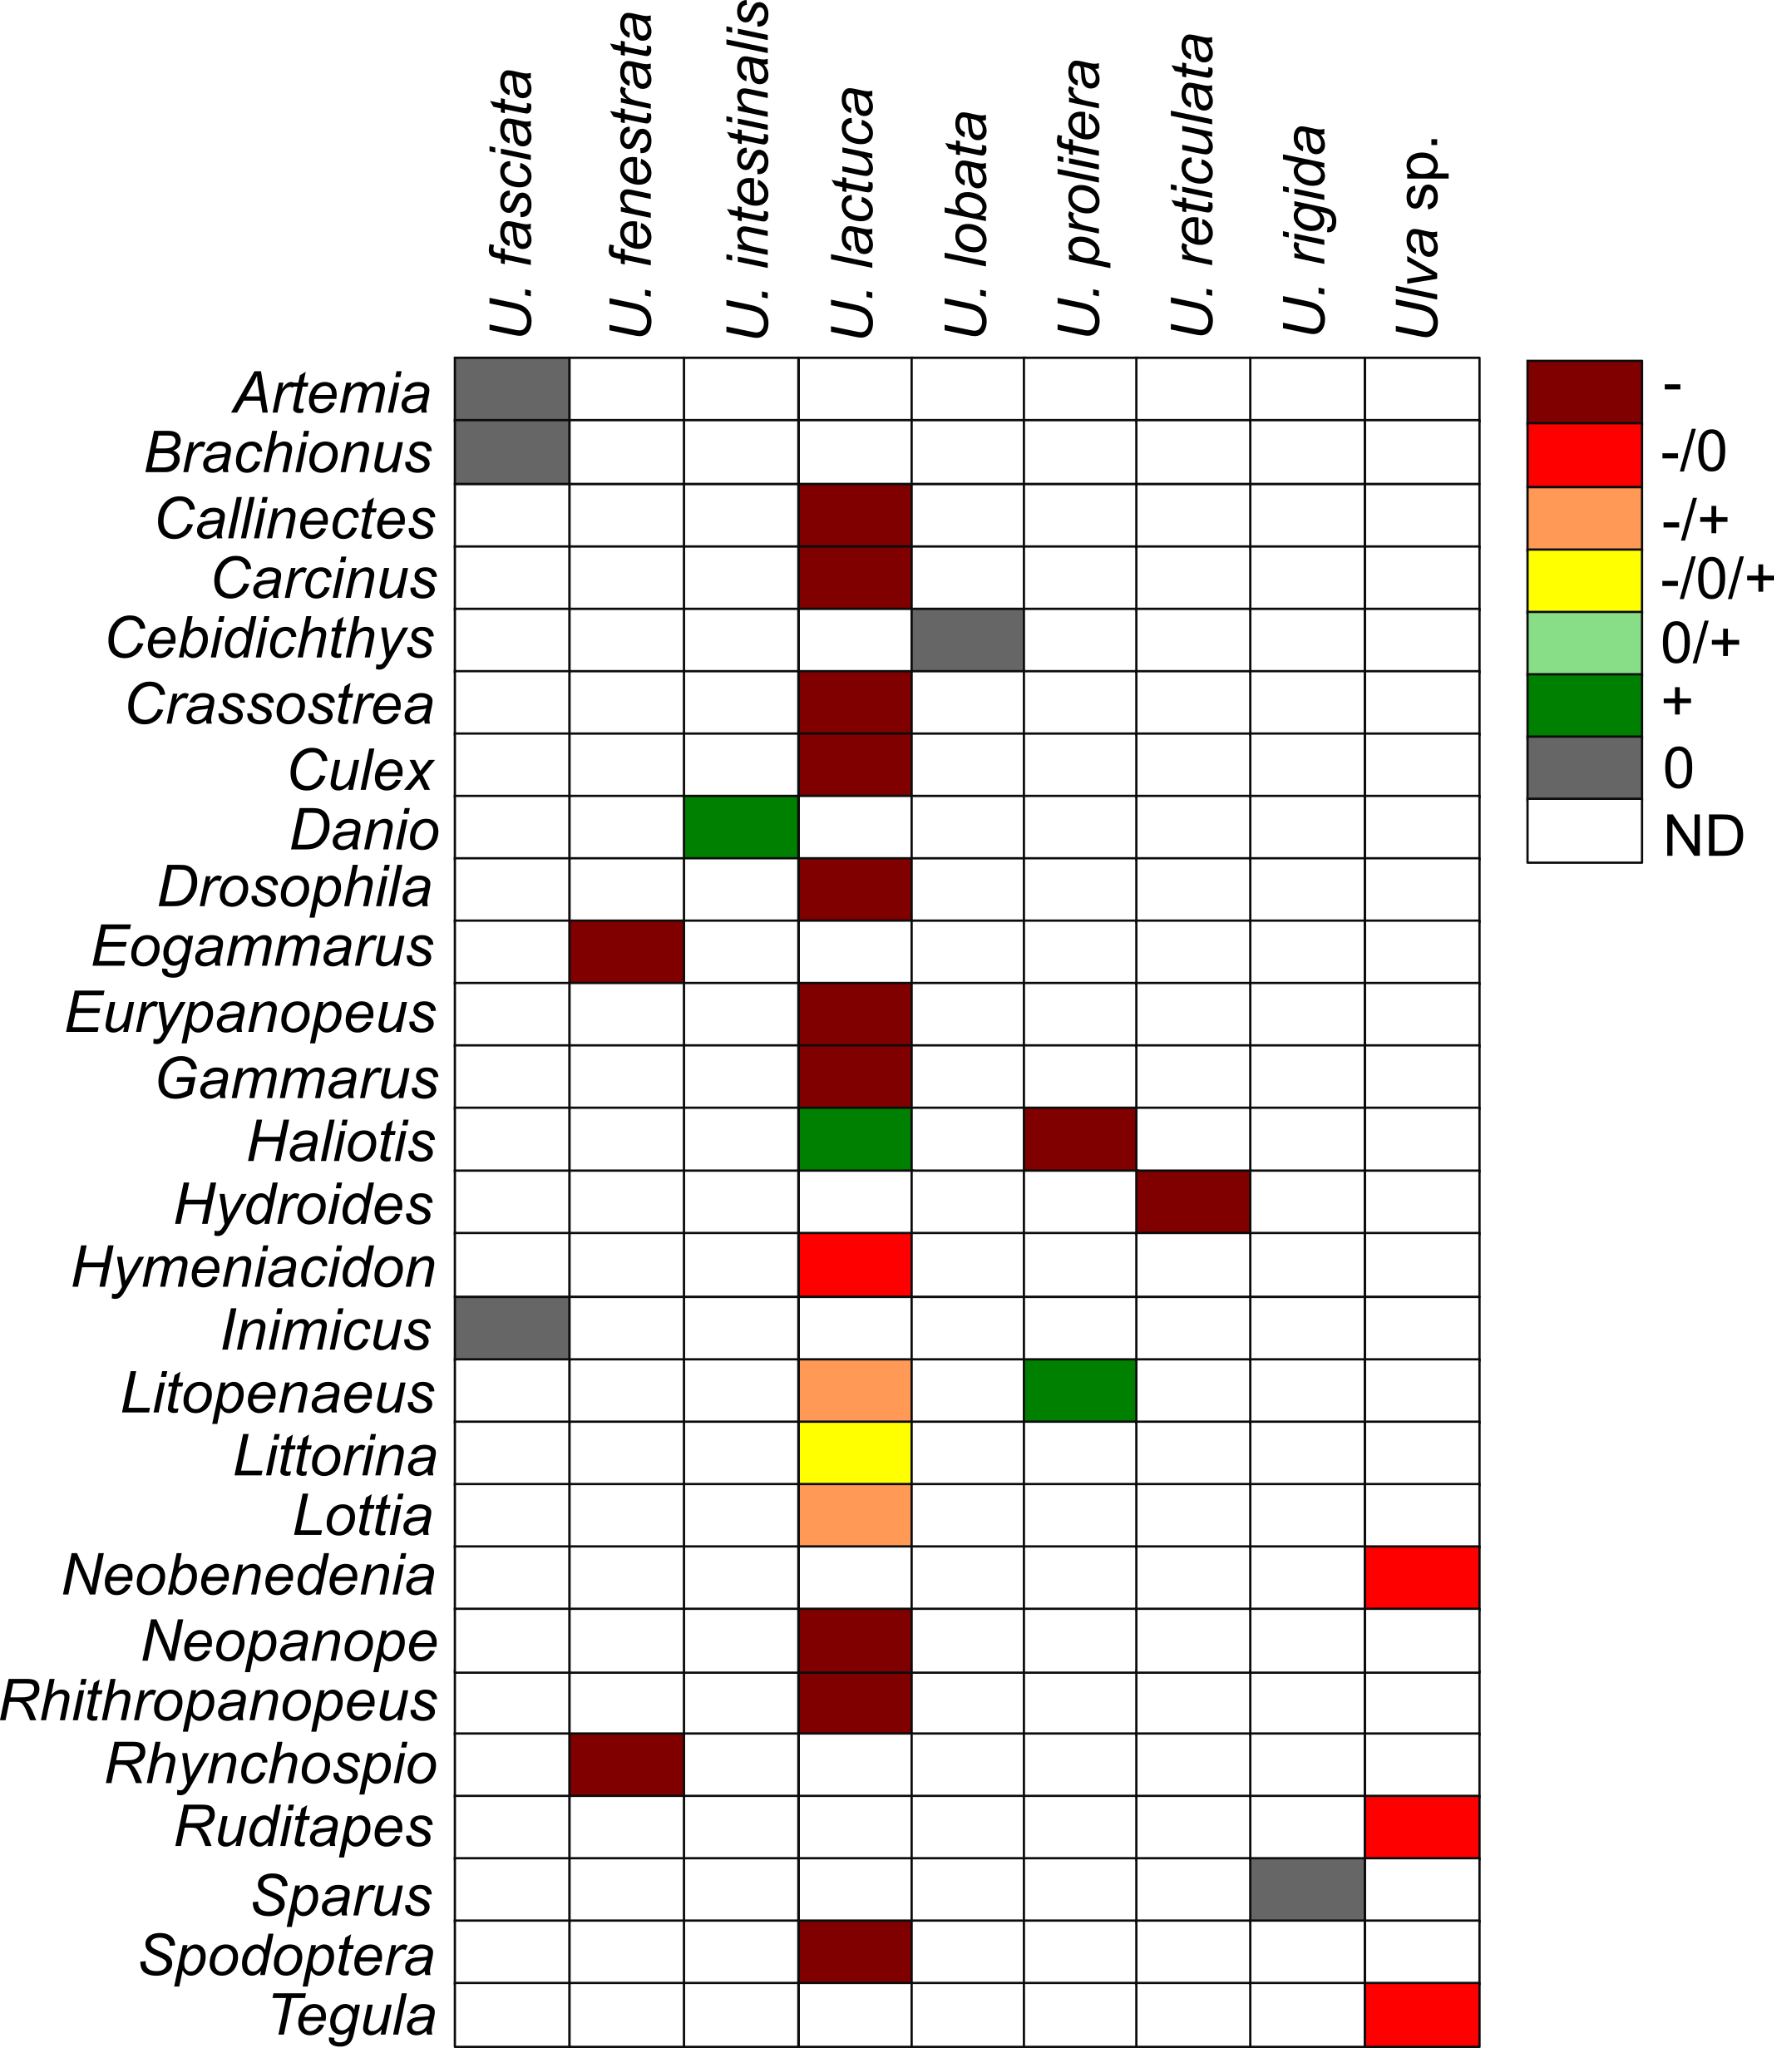 U. fasciata
U. fenestrata
U. intestinalis
U. lactuca
U. lobata
U. prolifera
U. reticulata
U. rigida
Ulva sp.
Artemia
Brachionus
Callinectes
Carcinus
Cebidichthys
Crassostrea
Culex
Danio
Drosophila
Eogammarus
Eurypanopeus
Gammarus
Haliotis
Hydroides
Hymeniacidon
Inimicus
Litopenaeus
Littorina
Lottia
Neobenedenia
Neopanope
Rhithropanopeus
Rhynchospio
Ruditapes
Sparus
Spodoptera
Tegula
-
-/0
-/+
-/0/+
0/+
+
0
ND